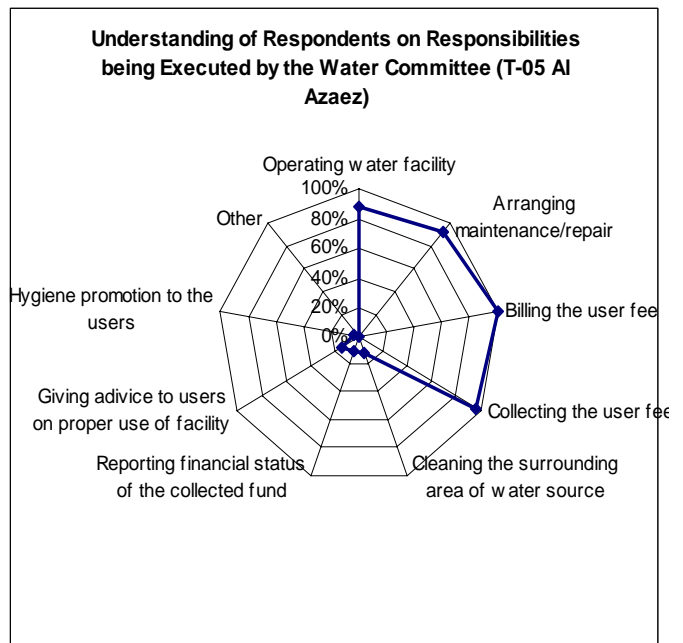 Understanding of Respondents on Responsibilities
being Executed by the Water Committee (T-05 Al
Azaez)
Operating water facility
100%
80%
60%
40%
20%
0%
Arranging
maintenance/repair
Billing the user fee
Collecting the user fee
Cleaning the surrounding
area of water source
Reporting financial status
of the collected fund
Giving advice to users
on proper use of facility
Hygiene promotion to the
users
Other